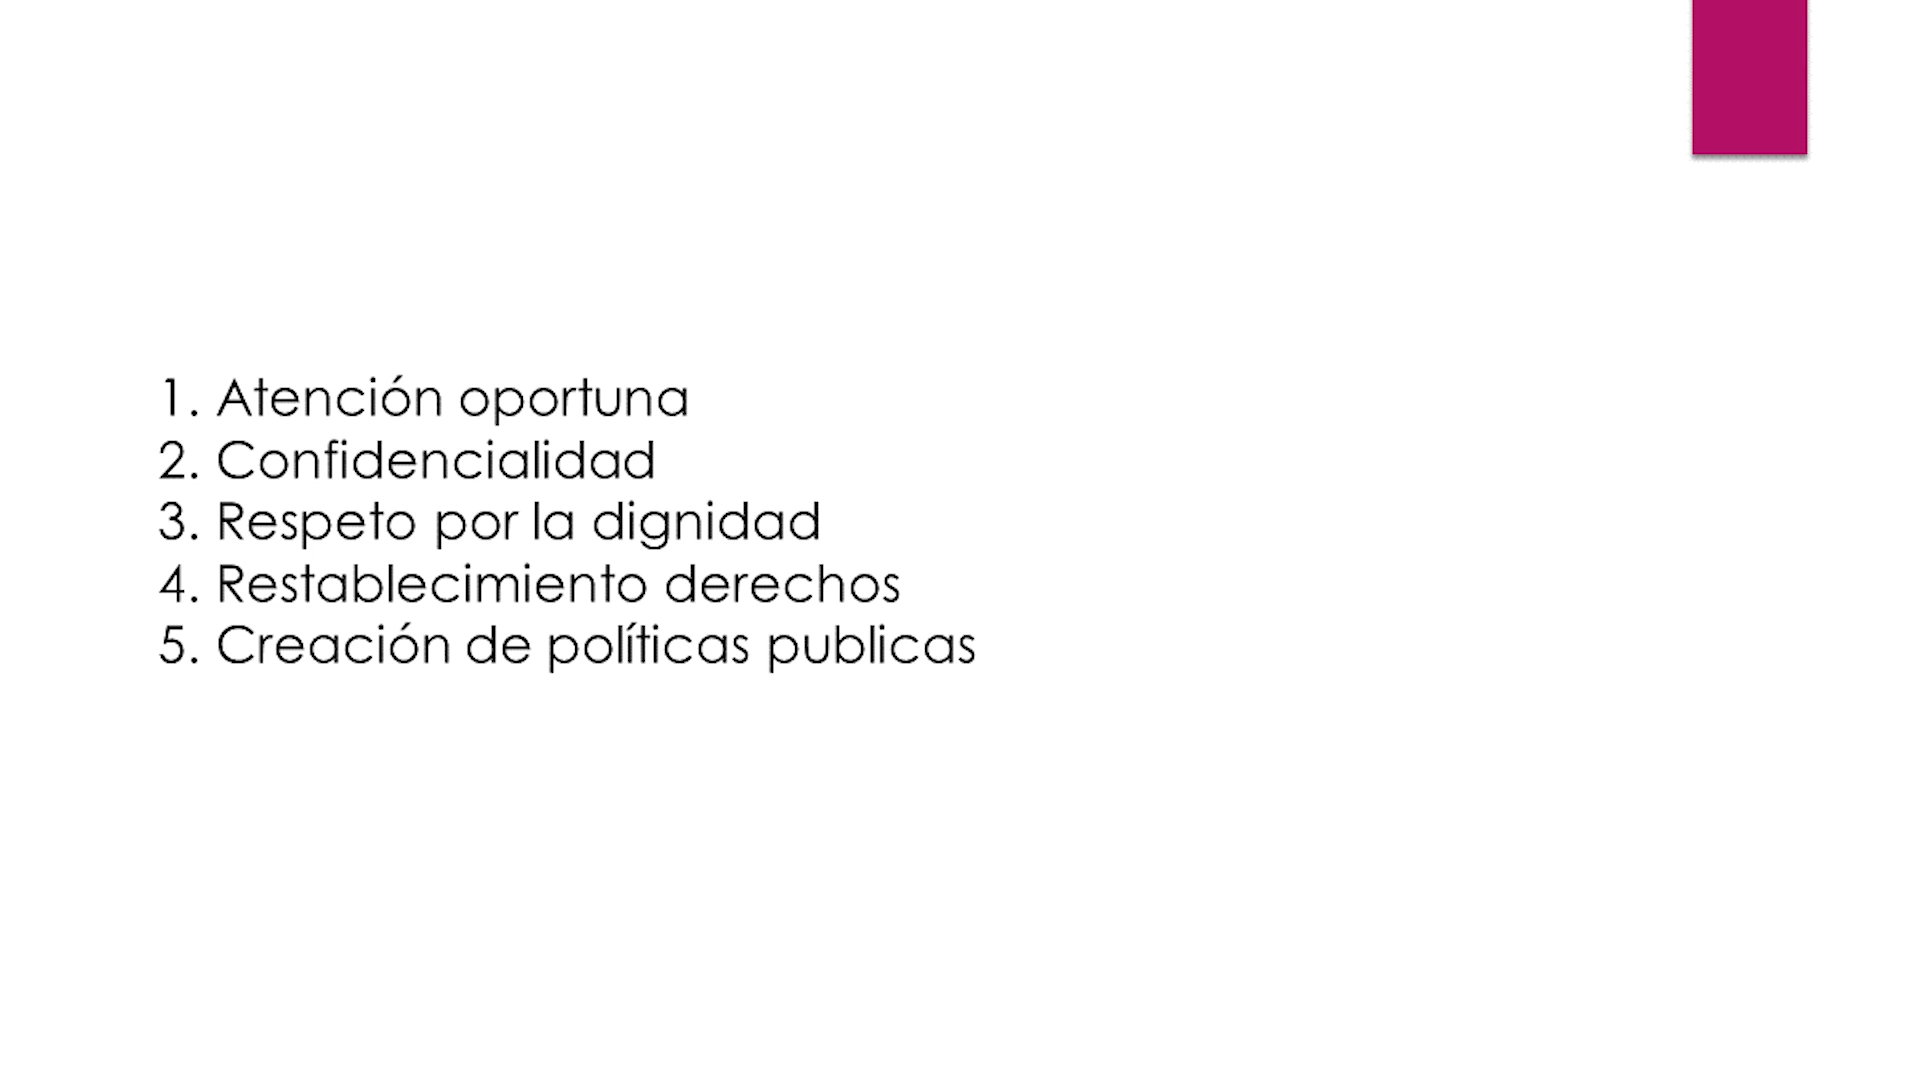 1. Atención oportuna
2. Confidencialidad
3. Respeto por la dignidad
4. Restablecimiento derechos
5. Creación de políticas publicas